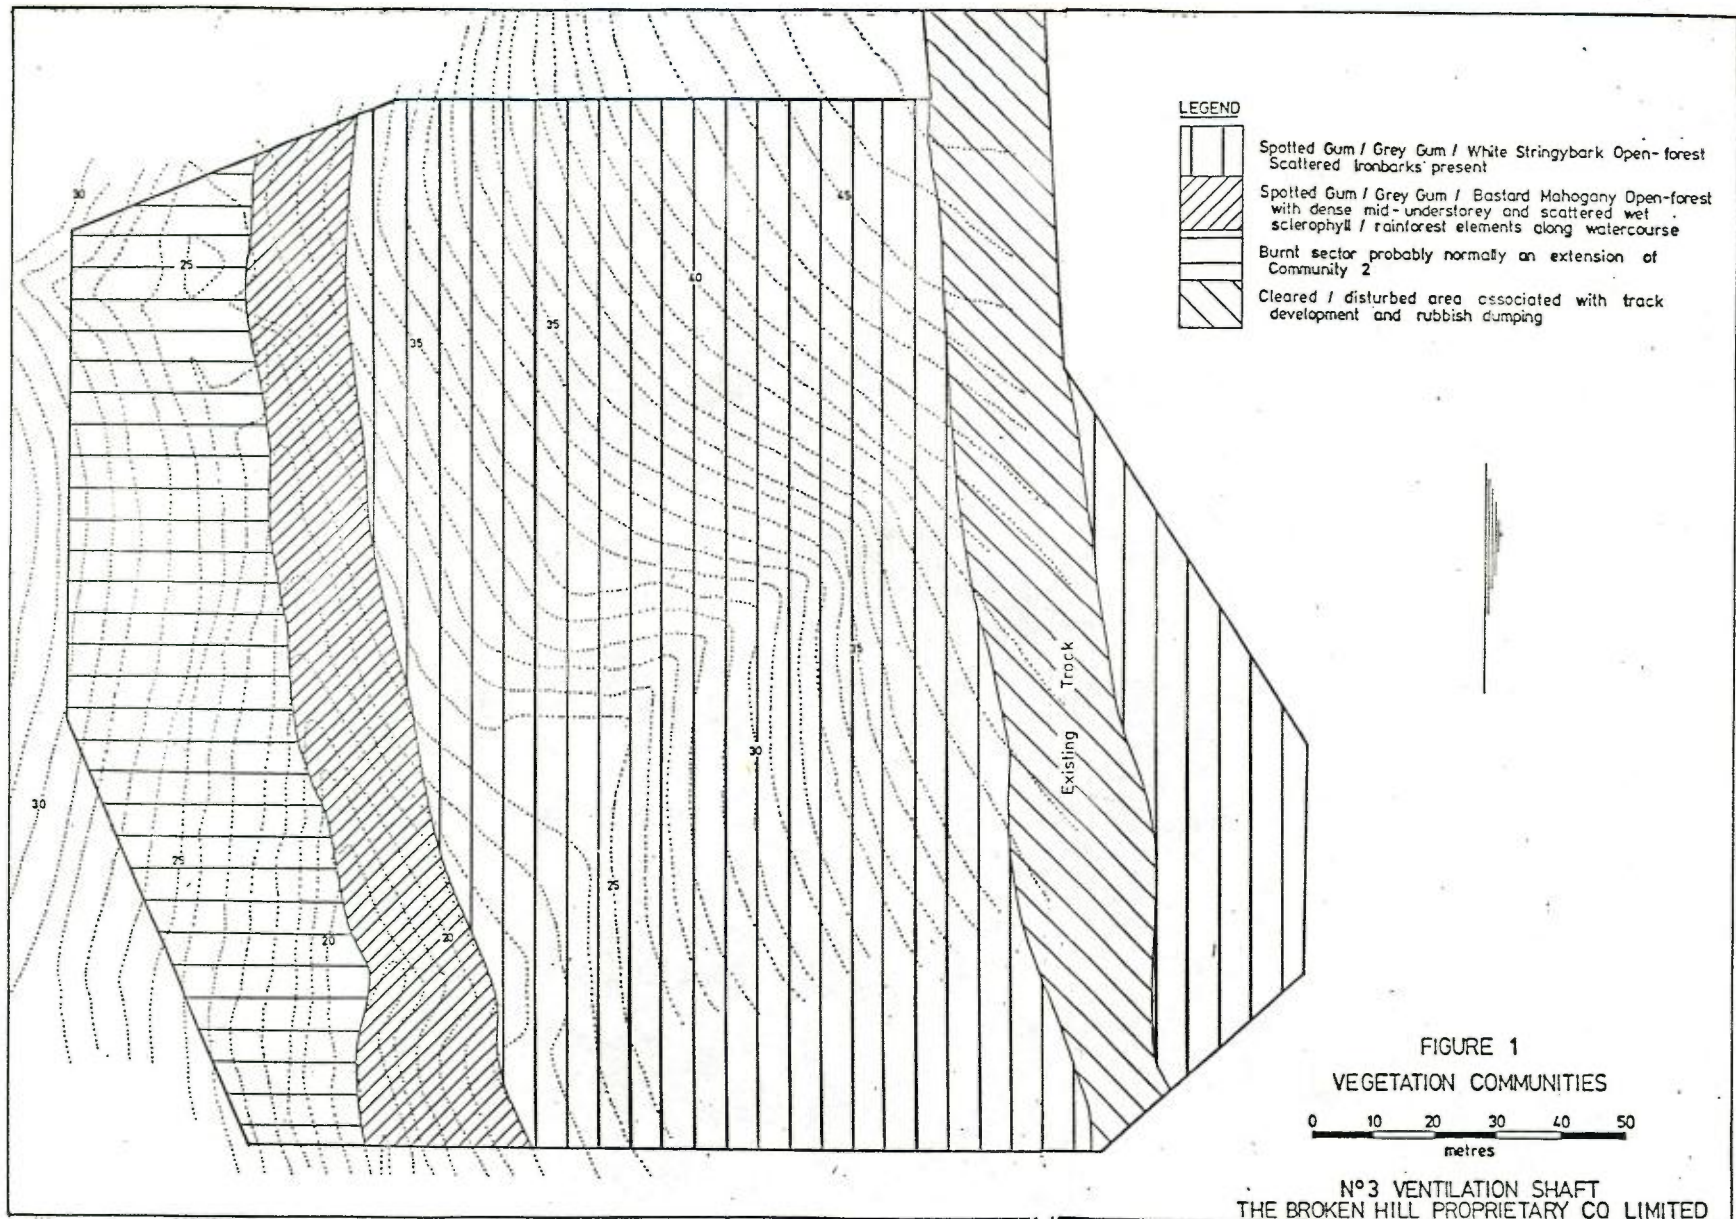 LEGEND
Spotted Gum / Grey Gum / White Stringybark Open-forest
Scattered Ironbarks present
Spotted Gum / Grey Gum / Bastard Mahogany Open-forest
with dense mid-understorey and scattered wet
sclerophyll / rainforest elements along watercourse
Burnt sector probably normally an extension of
Community 2
Cleared / disturbed area associated with track
development and rubbish dumping
30
45
25
40
35
35
35
Existing Track
30
30
25
25
20
20
FIGURE 1
VEGETATION COMMUNITIES
0 10 20 30 40 50
metres
Nº3 VENTILATION SHAFT
THE BROKEN HILL PROPRIETARY CO LIMITED